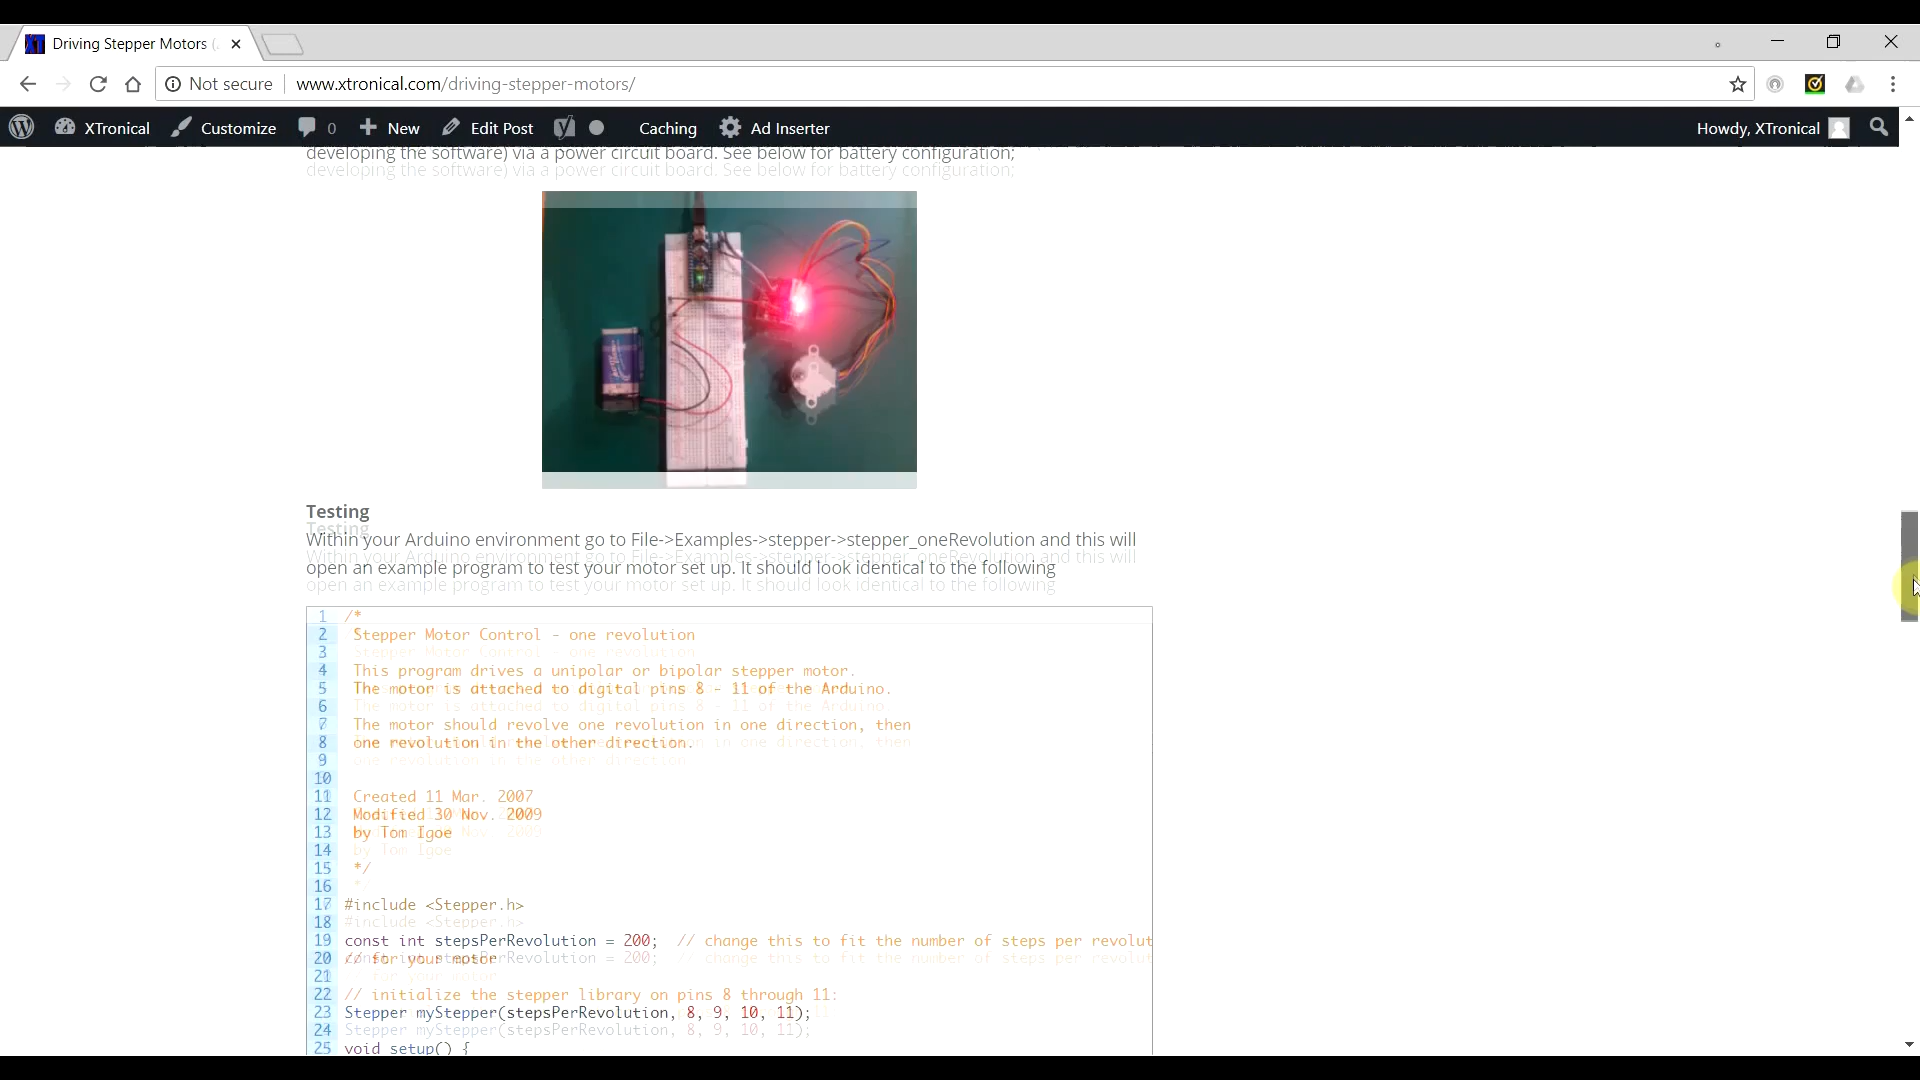 Driving Stepper Motors (
Not secure
www.xtronical.com/driving-stepper-motors/
XTronical
Customize
0
New
Edit Post
Caching
Ad Inserter
Howdy, XTronical
developing the software) via a power circuit board. See below for battery configuration;
Testing
Within your Arduino environment go to File->Examples->stepper->stepper_oneRevolution and this will
open an example program to test your motor set up. It should look identical to the following
1 /*
2 Stepper Motor Control - one revolution
3
4 This program drives a unipolar or bipolar stepper motor.
5 The motor is attached to digital pins 8 - 11 of the Arduino.
6
7 The motor should revolve one revolution in one direction, then
8 one revolution in the other direction.
9
10
11 Created 11 Mar. 2007
12 Modified 30 Nov. 2009
13 by Tom Igoe
14
15 */
16
17 #include <Stepper.h>
18
19 const int stepsPerRevolution = 200; // change this to fit the number of steps per revolut
20 // for your motor
21
22 // initialize the stepper library on pins 8 through 11:
23 Stepper myStepper(stepsPerRevolution, 8, 9, 10, 11);
24
25 void setup() {